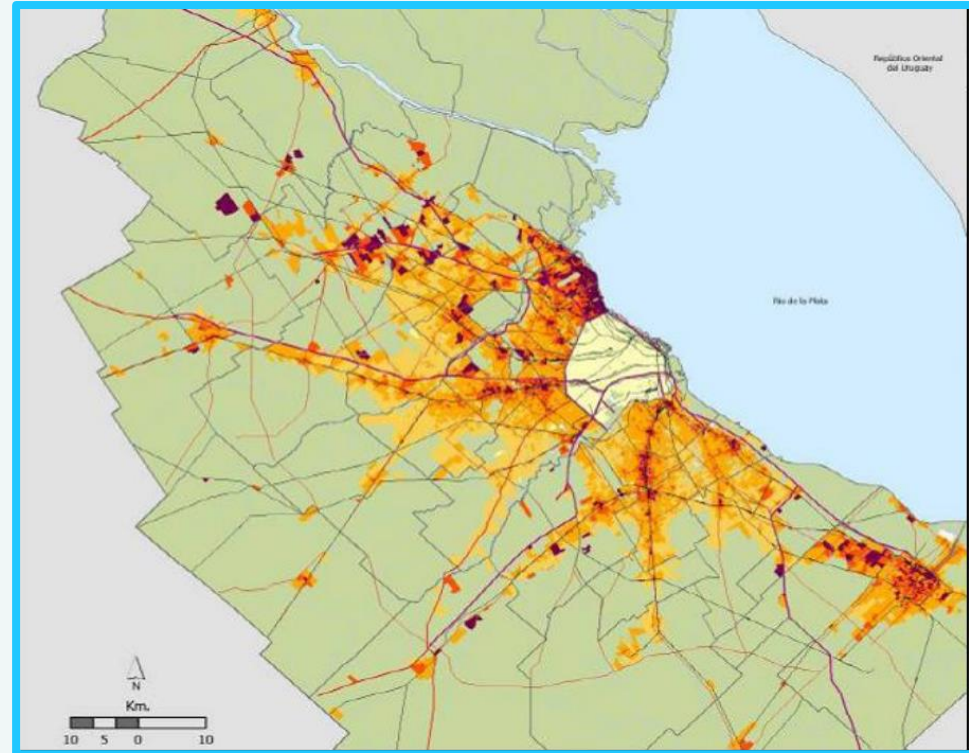 República Oriental
del Uruguay
Río de la Plata
N
Km.
10 5 0 10